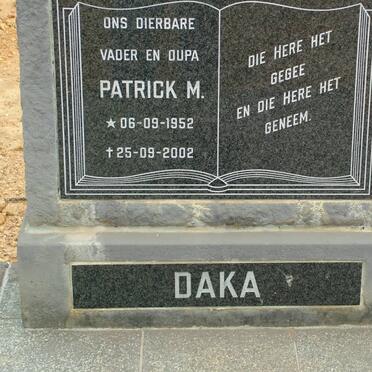 ONS DIERBARE
VADER EN OUPA
PATRICK M.
★ 06-09-1952
✝ 25-09-2002
DIE HERE HET
GEGEE
EN DIE HERE HET
GENEEM.
DAKA